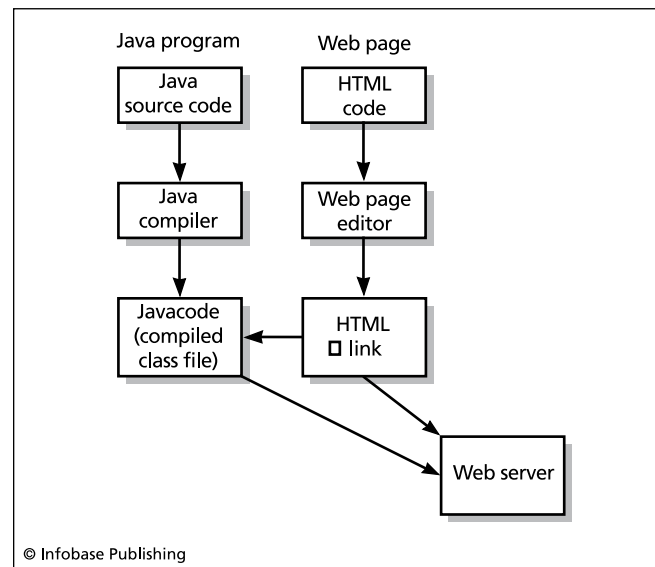 Java program
Web page
Java
source code
HTML
code
Java
compiler
Web page
editor
Javacode
(compiled
class file)
HTML
link
Web server
© Infobase Publishing